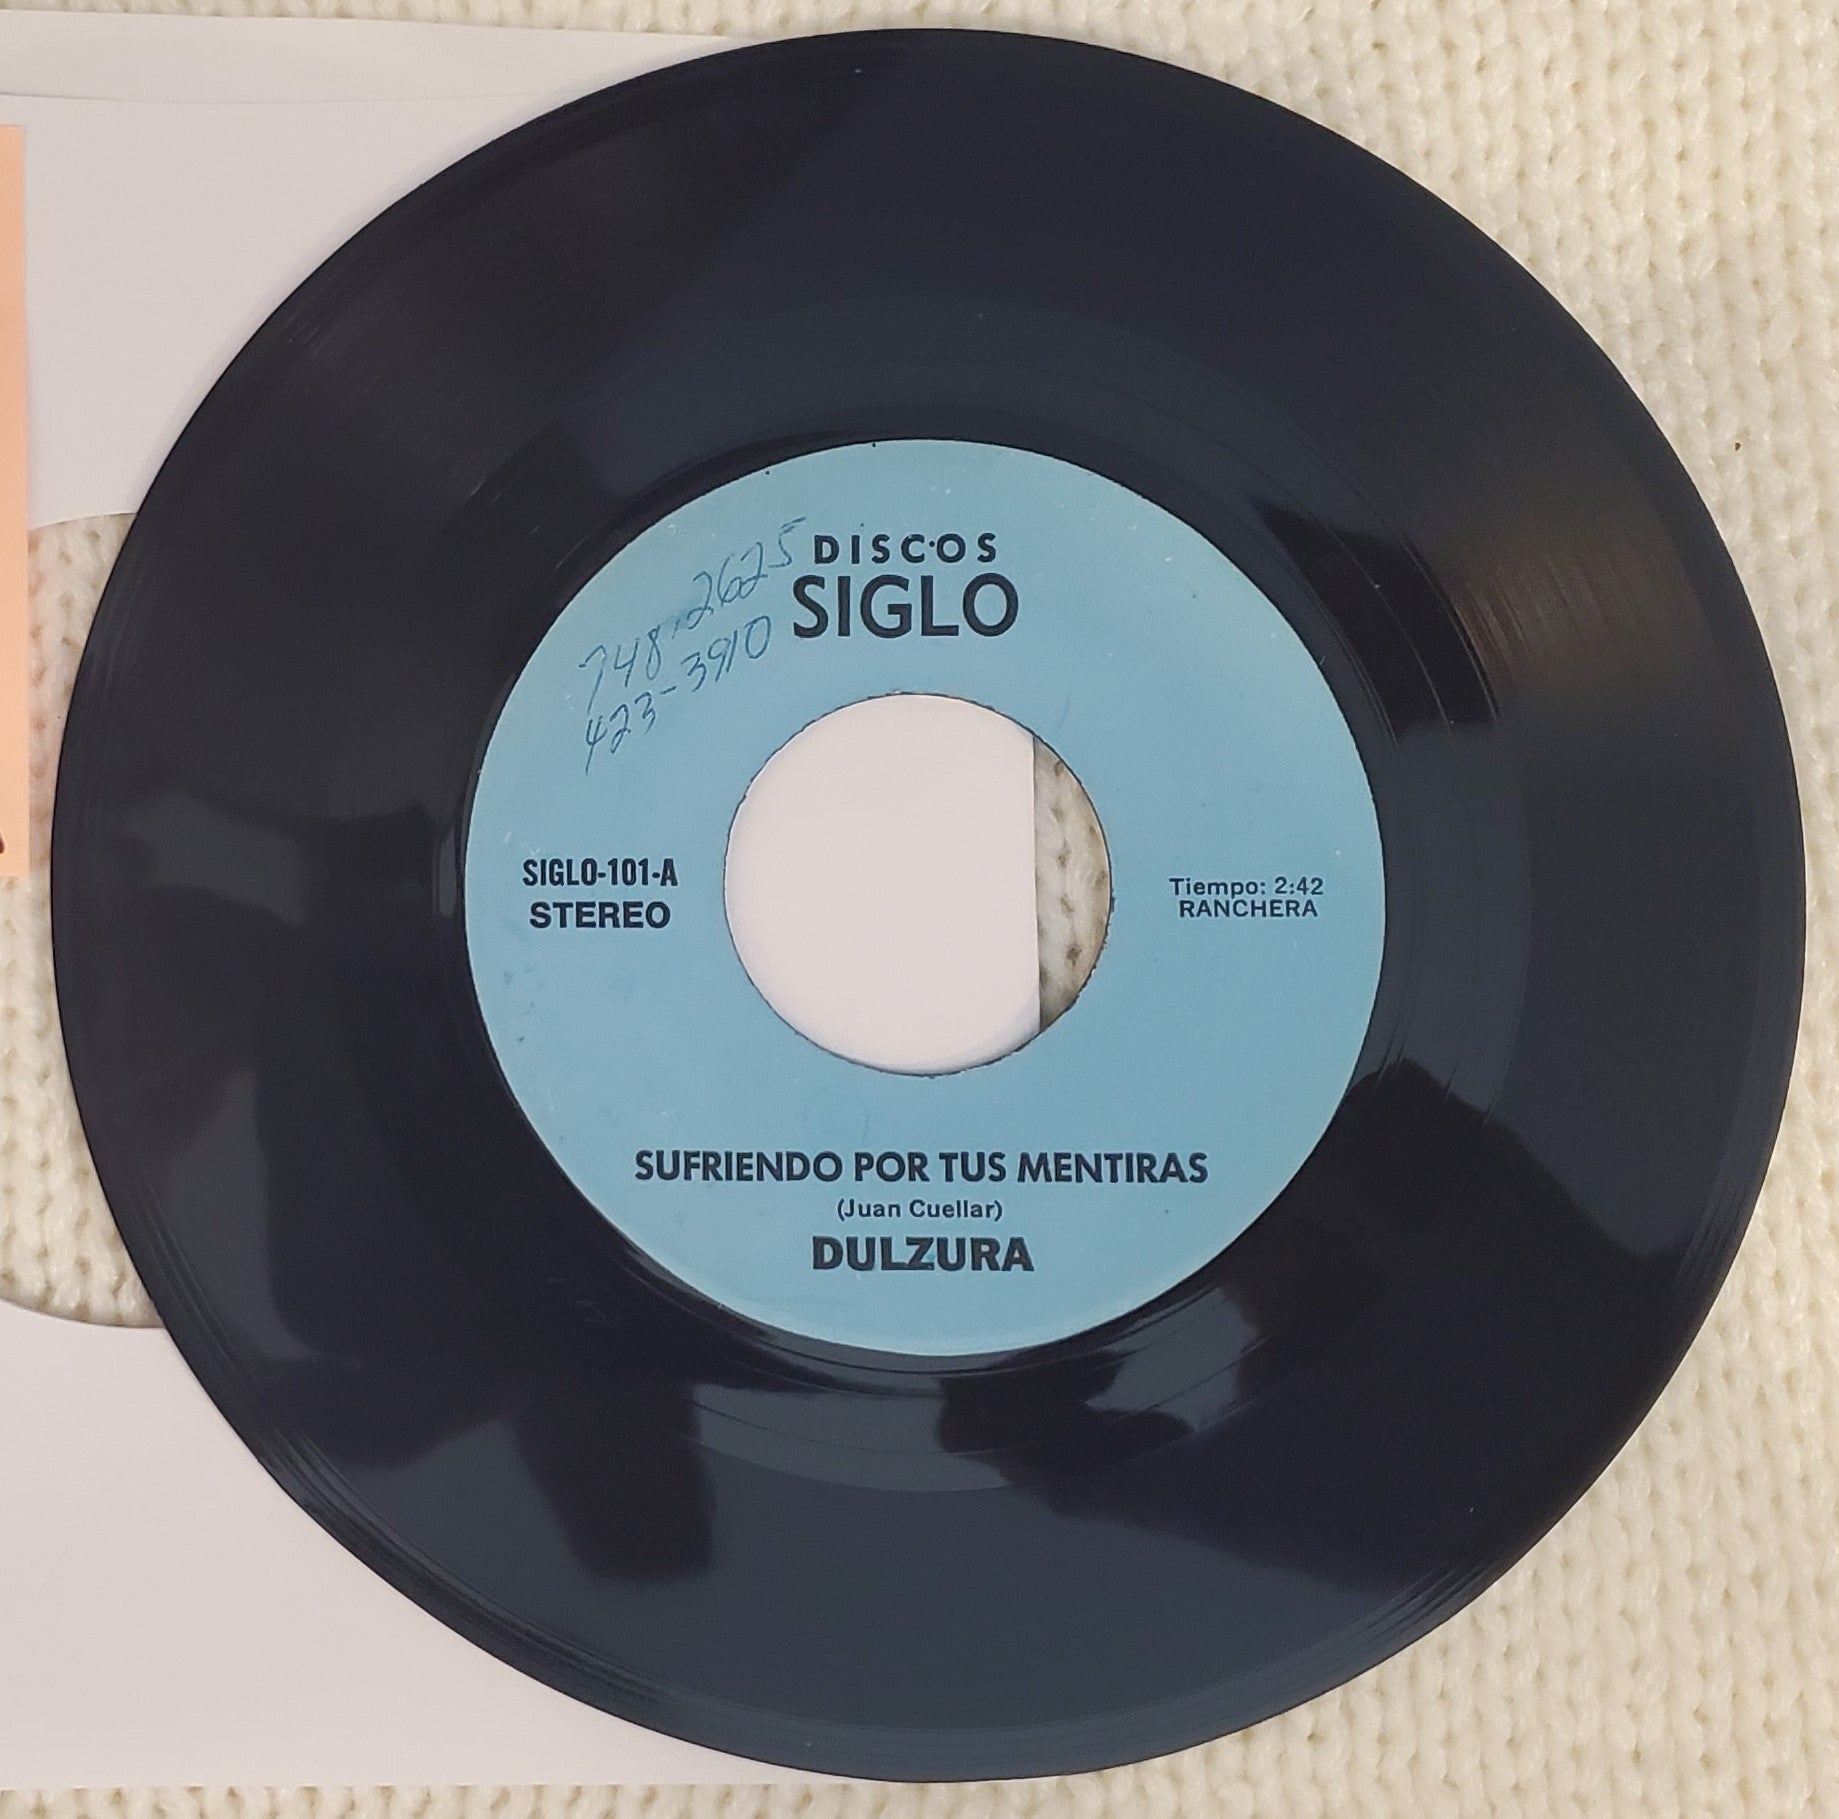 DISCOS
SIGLO
748-2625
423-3910
SIGLO-101-A
STEREO
Tiempo: 2:42
RANCHERA
SUFRIENDO POR TUS MENTIRAS
(Juan Cuellar)
DULZURA